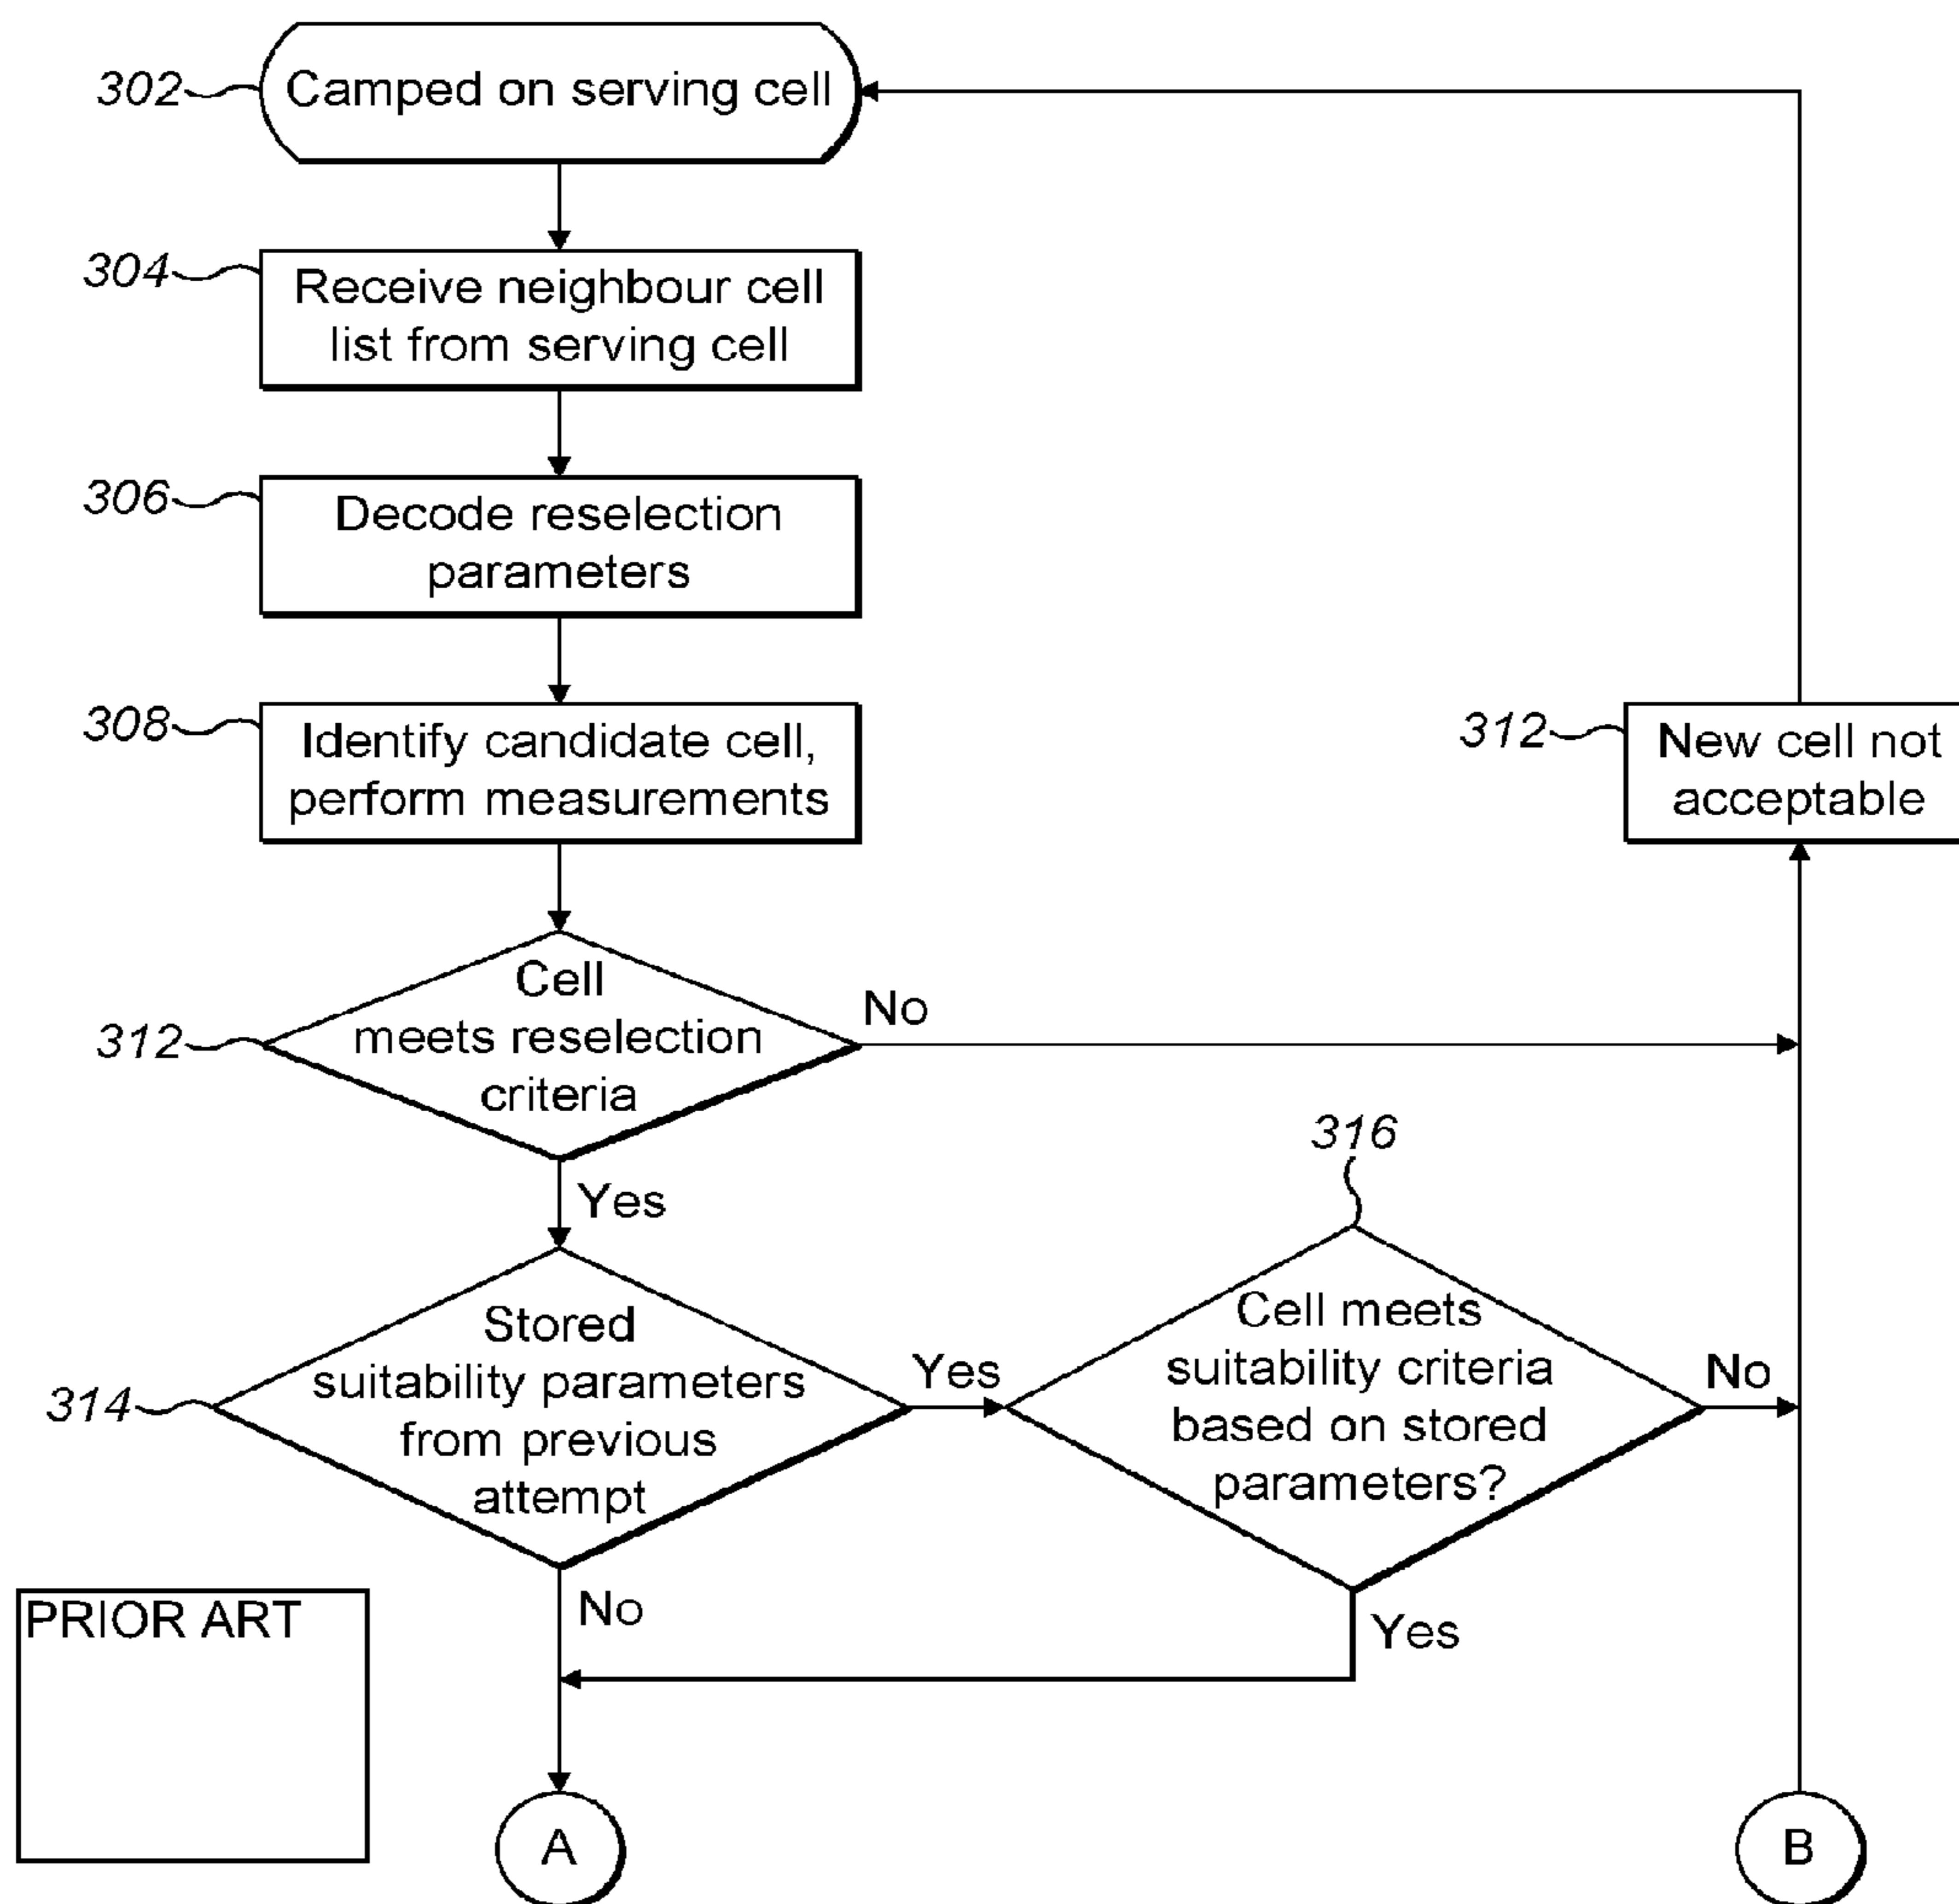 302
Camped on serving cell
304
Receive neighbour cell
list from serving cell
306
Decode reselection
parameters
308
Identify candidate cell,
perform measurements
312
New cell not
acceptable
312
Cell
meets reselection
criteria
No
Yes
316
314
Stored
suitability parameters
from previous
attempt
Yes
Cell meets
suitability criteria
based on stored
parameters?
No
No
Yes
PRIOR ART
A
B